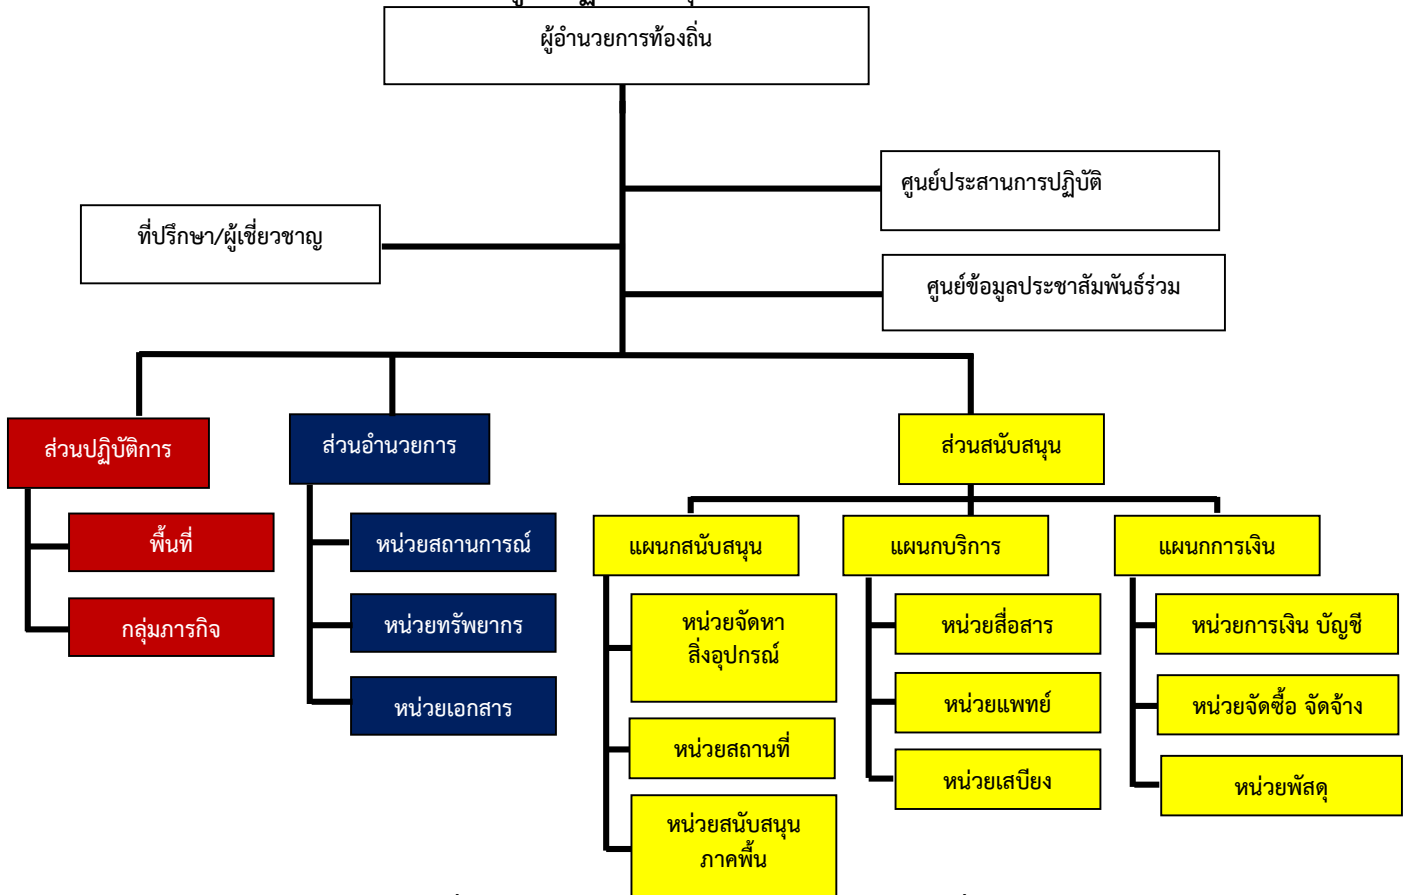 ผู้อำนวยการท้องถิ่น
ศูนย์ประสานการปฏิบัติ
ที่ปรึกษา/ผู้เชี่ยวชาญ
ศูนย์ข้อมูลประชาสัมพันธ์ร่วม
ส่วนปฏิบัติการ
พื้นที่
กลุ่มภารกิจ
ส่วนอำนวยการ
หน่วยสถานการณ์
หน่วยทรัพยากร
หน่วยเอกสาร
ส่วนสนับสนุน
แผนกสนับสนุน
หน่วยจัดหา
สิ่งอุปกรณ์
หน่วยสถานที่
หน่วยสนับสนุน
ภาคพื้น
แผนกบริการ
หน่วยสื่อสาร
หน่วยแพทย์
หน่วยเสบียง
แผนกการเงิน
หน่วยการเงิน บัญชี
หน่วยจัดซื้อ จัดจ้าง
หน่วยพัสดุ